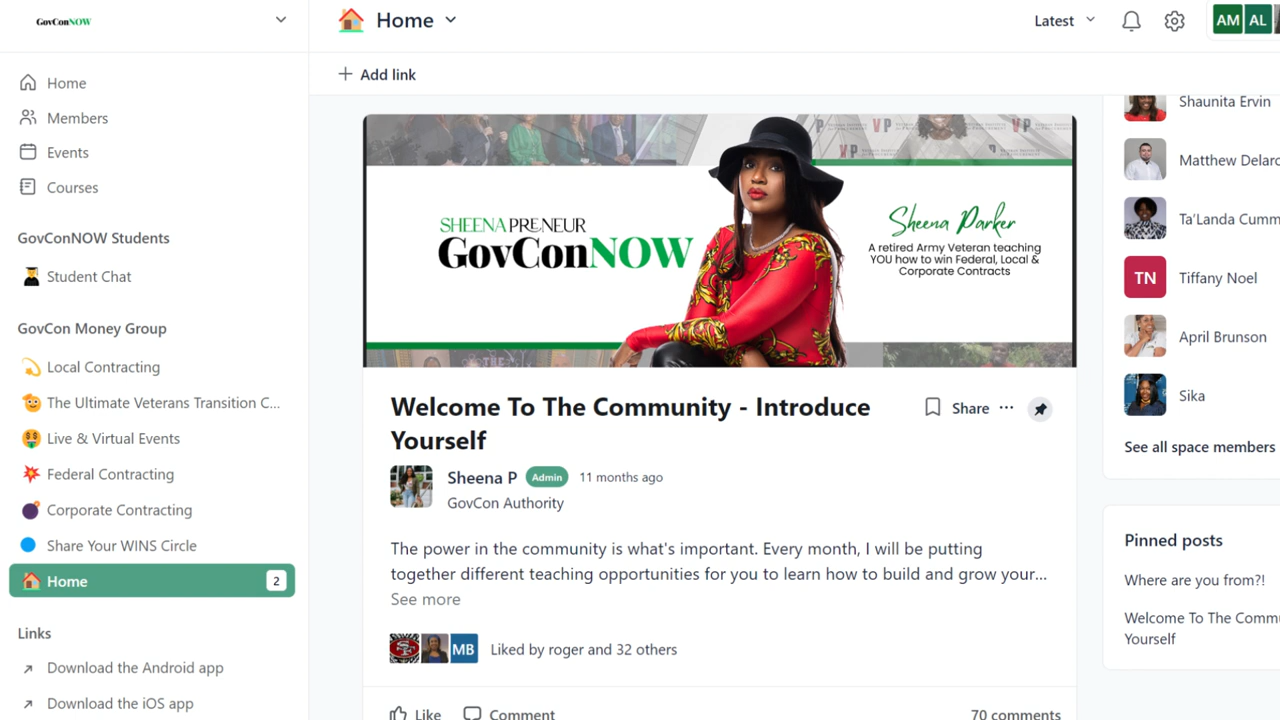 GovConNOW
Home
Members
Events
Courses
GovConNOW Students
Student Chat
GovCon Money Group
Local Contracting
The Ultimate Veterans Transition C...
Live & Virtual Events
Federal Contracting
Corporate Contracting
Share Your WINS Circle
Home
2
Links
Download the Android app
Download the iOS app
Home
Latest
AM
AL
Add link
VP
VP
VP
VP
SHEENAPRENEUR
GovConNOW
Sheena Parker
A retired Army Veteran teaching
YOU how to win Federal, Local &
Corporate Contracts
THE
Welcome To The Community - Introduce
Yourself
Share
Sheena P Admin 11 months ago
GovCon Authority
The power in the community is what's important. Every month, I will be putting
together different teaching opportunities for you to learn how to build and grow your...
See more
MB
Liked by roger and 32 others
Like
Comment
70 comments
Shaunita Ervin
Matthew Delarc
Ta'Landa Cumm
TN
Tiffany Noel
April Brunson
Sika
See all space members
Pinned posts
Where are you from?!
Welcome To The Commu
Yourself